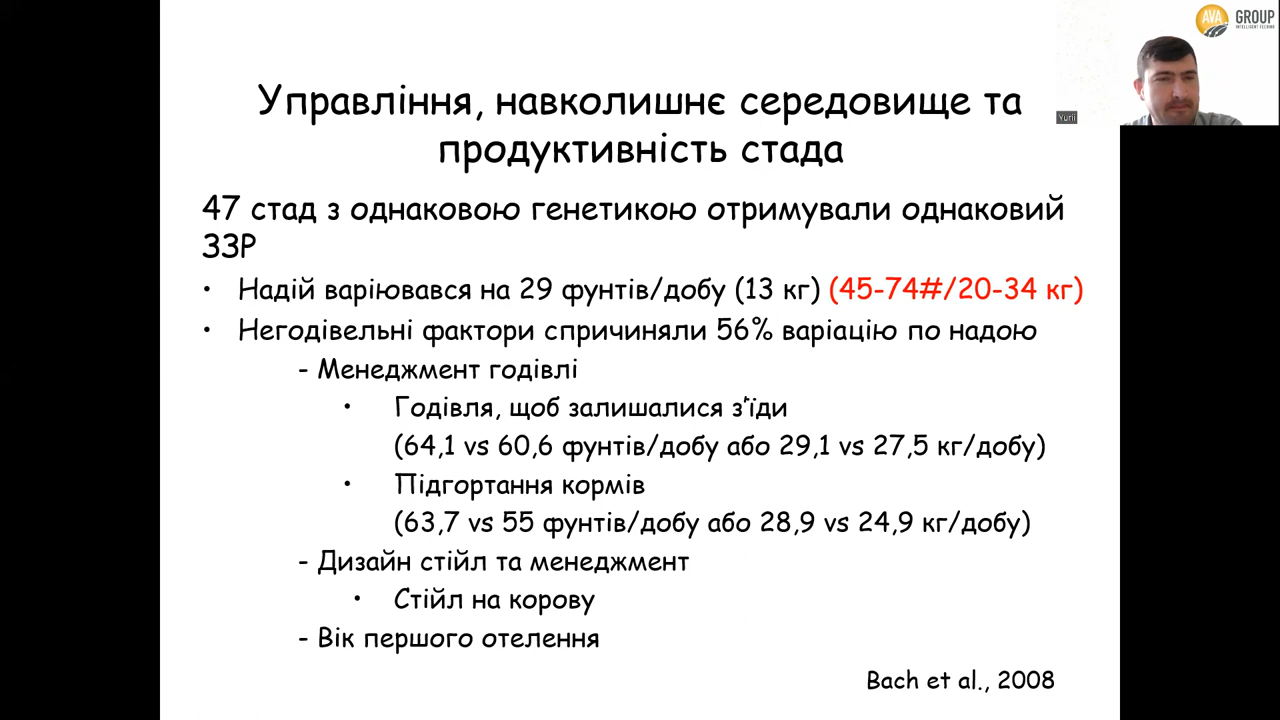 AVA GROUP
INTELLIGENT FEEDING
Yurii
Управління, навколишнє середовище та
продуктивність стада
47 стад з однаковою генетикою отримували однаковий
ЗЗР
• Надій варіювався на 29 фунтів/добу (13 кг) (45-74#/20-34 кг)
• Негодівельні фактори спричиняли 56% варіацію по надою
- Менеджмент годівлі
• Годівля, щоб залишалися з’їди
(64,1 vs 60,6 фунтів/добу або 29,1 vs 27,5 кг/добу)
• Підгортання кормів
(63,7 vs 55 фунтів/добу або 28,9 vs 24,9 кг/добу)
- Дизайн стійл та менеджмент
• Стійл на корову
- Вік першого отелення
Bach et al., 2008